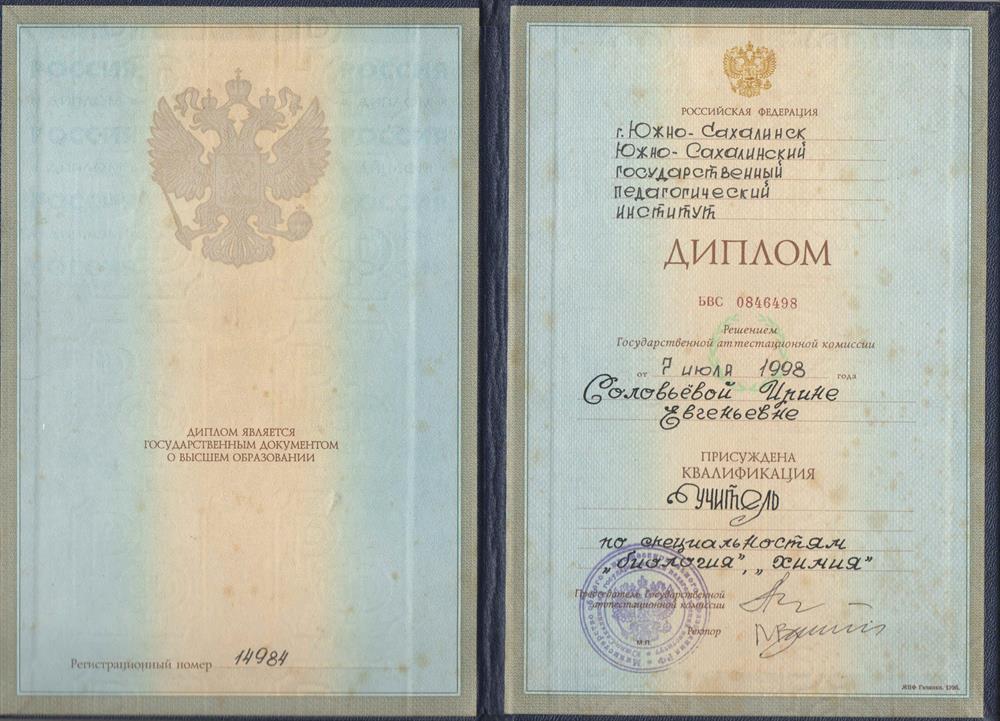 ДИПЛОМ ЯВЛЯЕТСЯ
ГОСУДАРСТВЕННЫМ ДОКУМЕНТОМ
О ВЫСШЕМ ОБРАЗОВАНИИ
Регистрационный номер 14984
РОССИЙСКАЯ ФЕДЕРАЦИЯ
г. Южно-Сахалинск
Южно-Сахалинский
государственный
педагогический
институт
ДИПЛОМ
БВС 0846498
Решением
Государственной аттестационной комиссии
от 7 июля 1998 года
Соловьёвой Ирине
Евгеньевне
ПРИСУЖДЕНА
КВАЛИФИКАЦИЯ
учитель
по специальностям
„биология", „химия"
Председатель Государственной
аттестационной комиссии
Ректор
М.П.